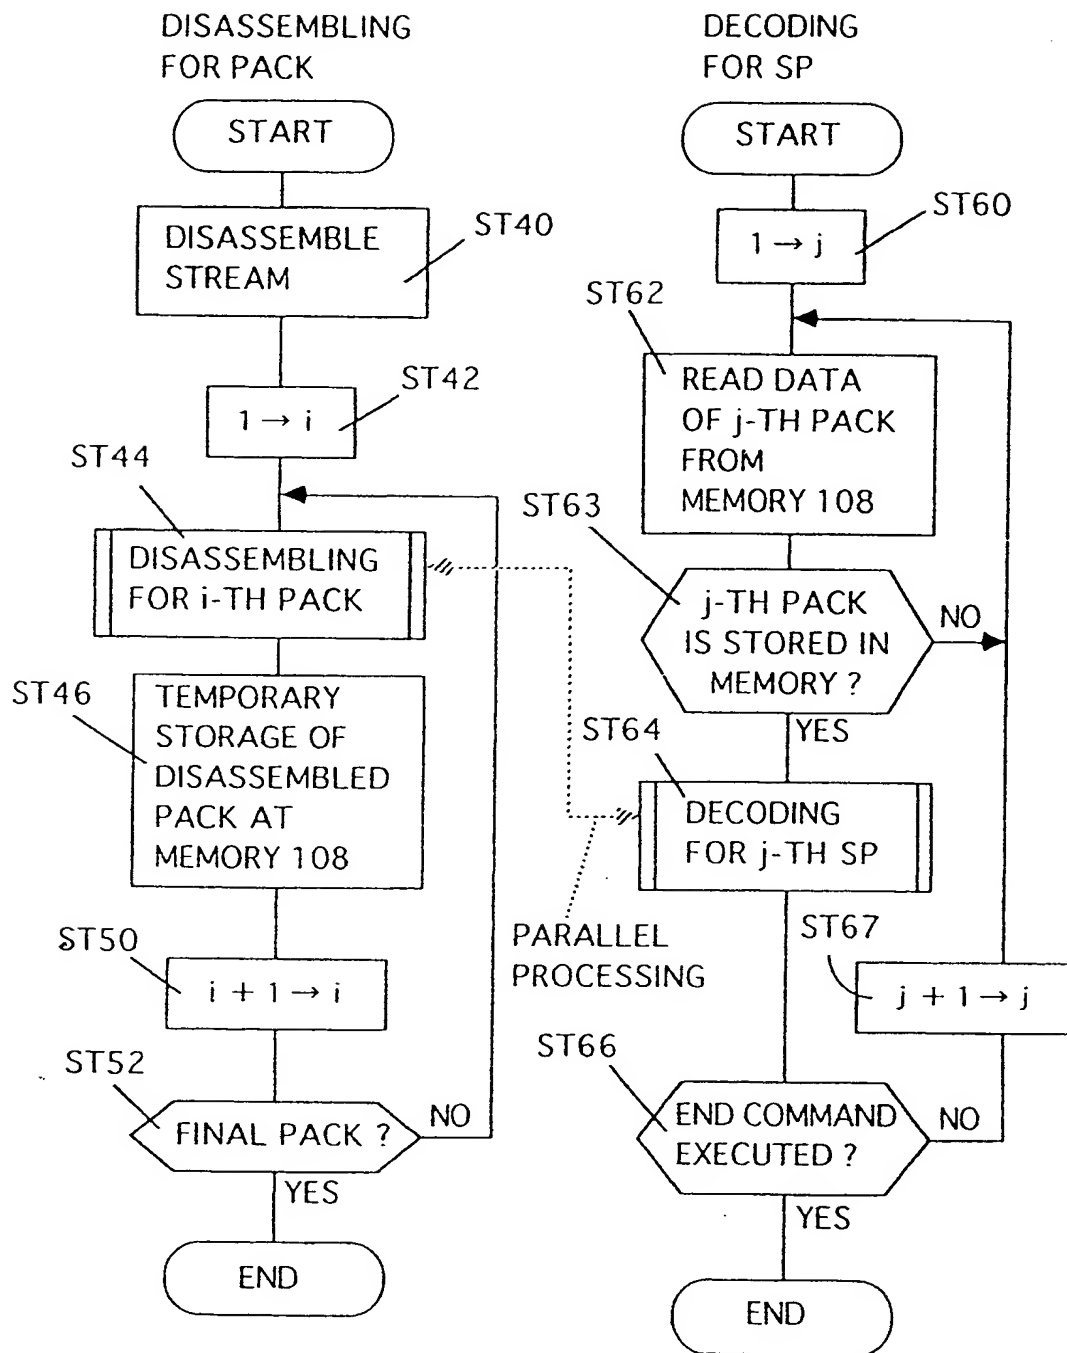 DISASSEMBLING
FOR PACK
START
ST40
DISASSEMBLE
STREAM
ST42
1 → i
ST44
DISASSEMBLING
FOR i-TH PACK
ST46
TEMPORARY
STORAGE OF
DISASSEMBLED
PACK AT
MEMORY 108
ST50
i + 1 → i
ST52
FINAL PACK ?
NO
YES
END
PARALLEL
PROCESSING
DECODING
FOR SP
START
ST60
1 → j
ST62
READ DATA
OF j-TH PACK
FROM
MEMORY 108
ST63
j-TH PACK
IS STORED IN
MEMORY ?
NO
YES
ST64
DECODING
FOR j-TH SP
ST67
j + 1 → j
ST66
END COMMAND
EXECUTED ?
NO
YES
END